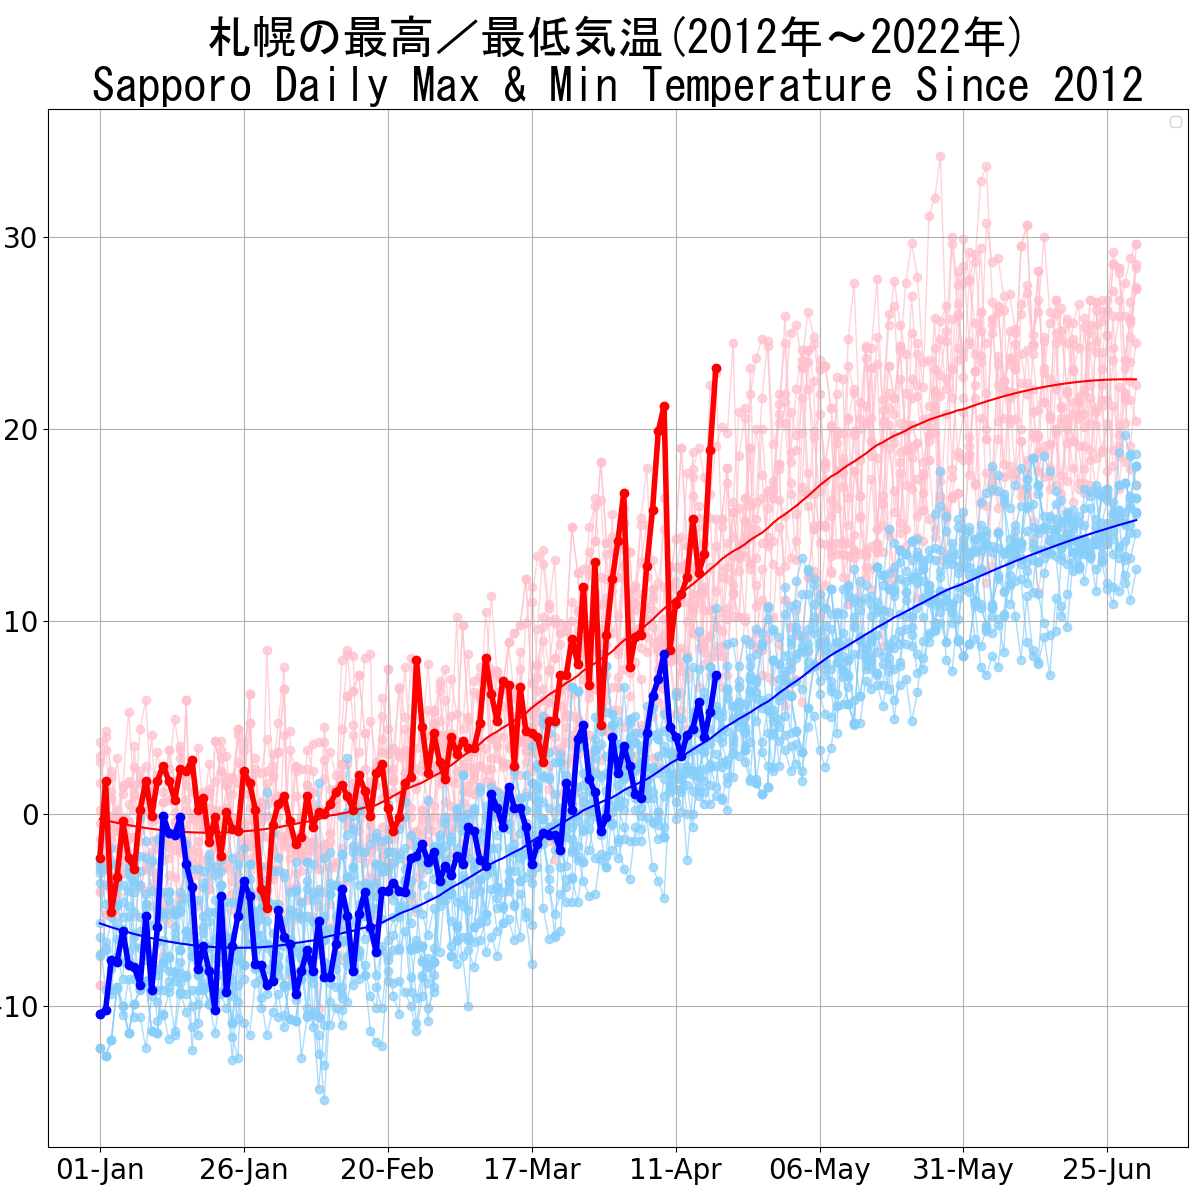 札幌の最高／最低気温(2012年～2022年)
Sapporo Daily Max & Min Temperature Since 2012
30
20
10
0
-10
01-Jan 26-Jan 20-Feb 17-Mar 11-Apr 06-May 31-May 25-Jun